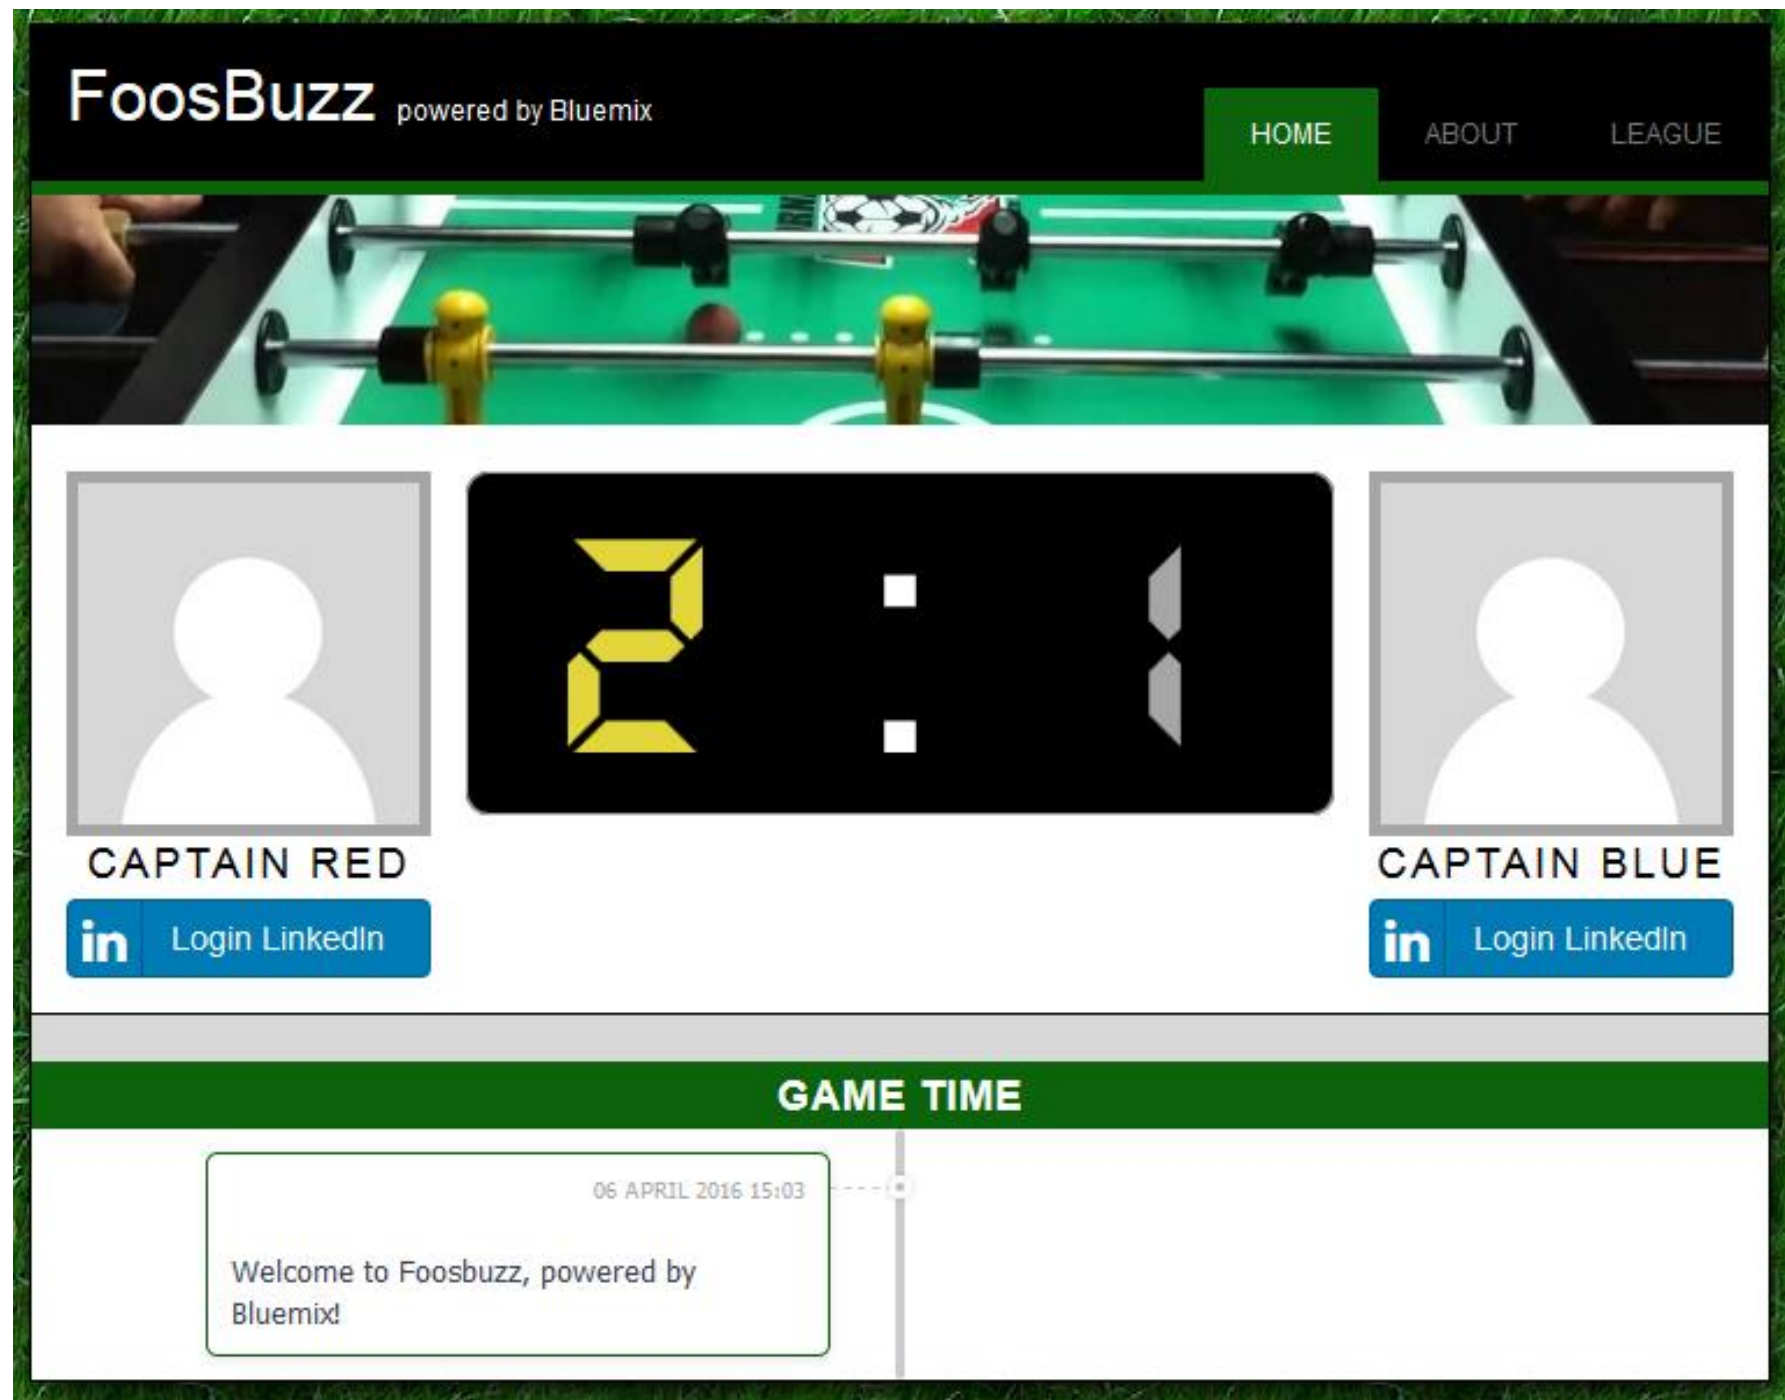 FoosBuzz powered by Bluemix
HOME ABOUT LEAGUE
2 : 1
CAPTAIN RED
CAPTAIN BLUE
in Login LinkedIn
in Login LinkedIn
GAME TIME
06 APRIL 2016 15:03
Welcome to Foosbuzz, powered by
Bluemix!